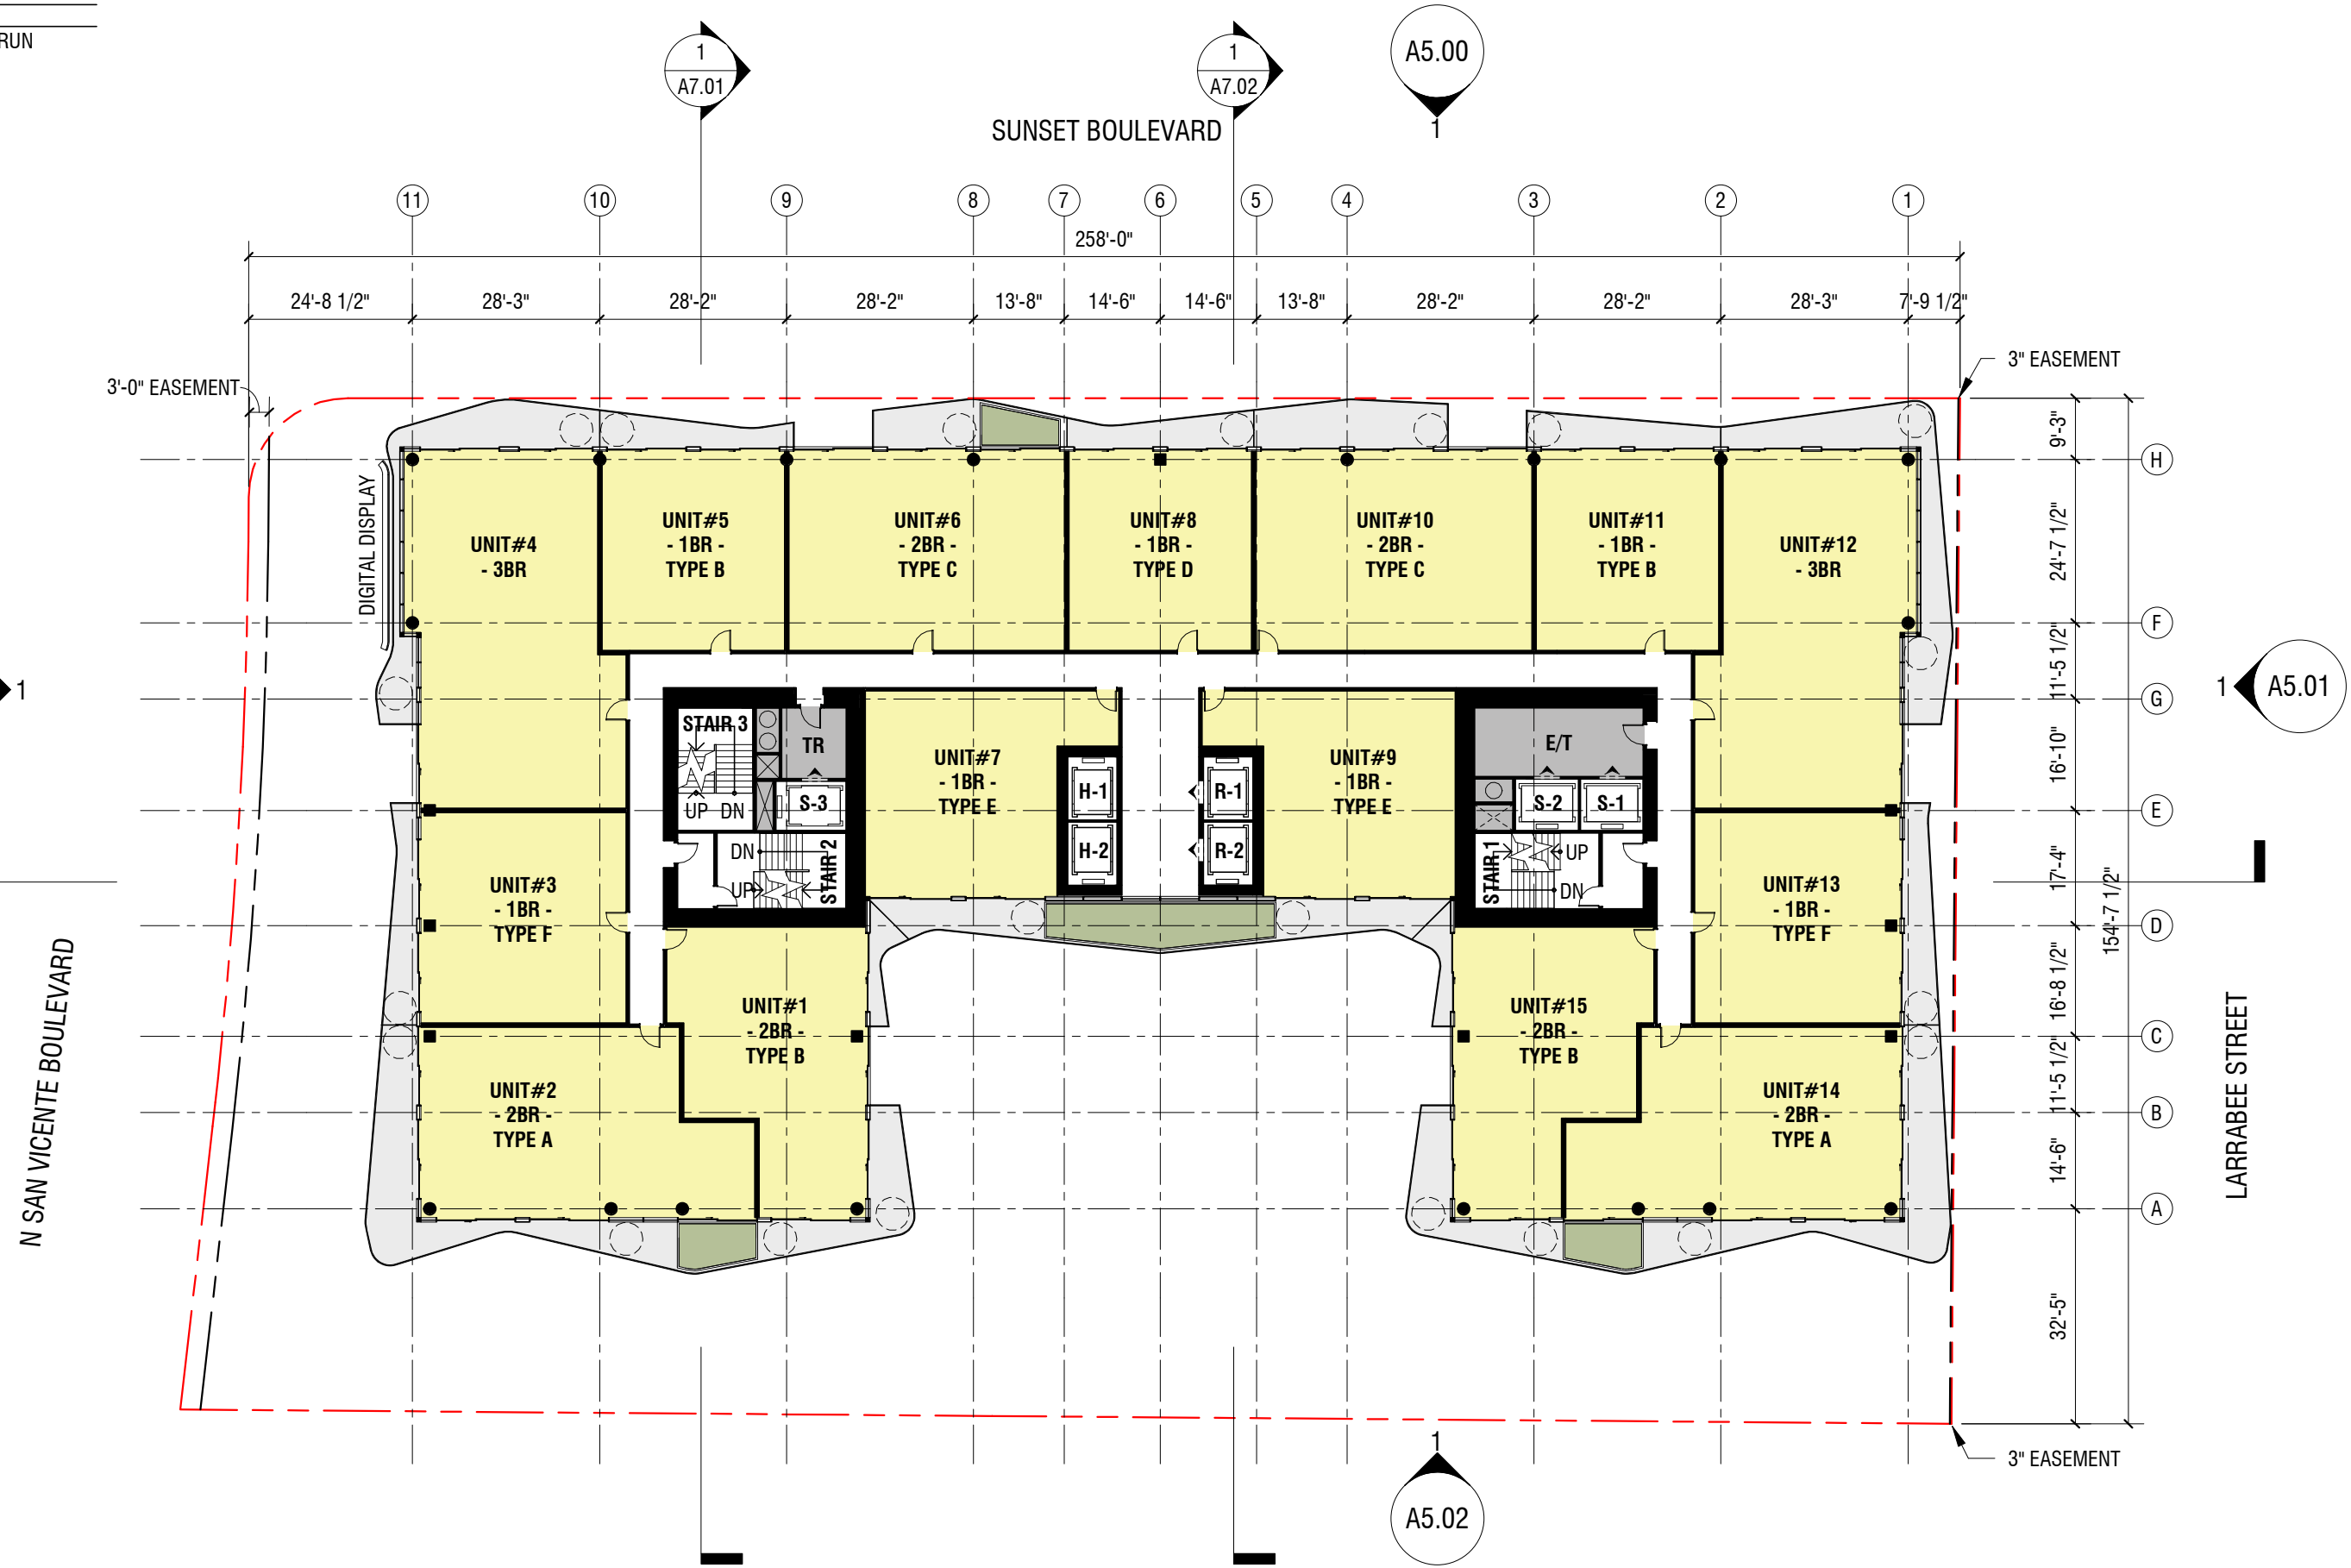 RUN
1
A7.01
1
A7.02
A5.00
1
SUNSET BOULEVARD
11
10
9
8
7
6
5
4
3
2
1
258'-0"
24'-8 1/2"
28'-3"
28'-2"
28'-2"
13'-8"
14'-6"
14'-6"
13'-8"
28'-2"
28'-2"
28'-3"
7'-9 1/2"
3'-0" EASEMENT
3" EASEMENT
9'-3"
H
24'-7 1/2"
F
11'-5 1/2"
G
16'-10"
E
17'-4"
154'-7 1/2"
D
16'-8 1/2"
C
11'-5 1/2"
B
14'-6"
A
32'-5"
DIGITAL DISPLAY
UNIT#4
- 3BR
UNIT#5
- 1BR -
TYPE B
UNIT#6
- 2BR -
TYPE C
UNIT#8
- 1BR -
TYPE D
UNIT#10
- 2BR -
TYPE C
UNIT#11
- 1BR -
TYPE B
UNIT#12
- 3BR
1
1
A5.01
STAIR 3
UP
DN
TR
S-3
DN
UP
STAIR 2
UNIT#7
- 1BR -
TYPE E
H-1
H-2
R-1
R-2
UNIT#9
- 1BR -
TYPE E
E/T
S-2
S-1
STAIR 1
UP
DN
UNIT#3
- 1BR -
TYPE F
UNIT#13
- 1BR -
TYPE F
UNIT#1
- 2BR -
TYPE B
UNIT#15
- 2BR -
TYPE B
UNIT#2
- 2BR -
TYPE A
UNIT#14
- 2BR -
TYPE A
N SAN VICENTE BOULEVARD
LARRABEE STREET
1
A5.02
3" EASEMENT